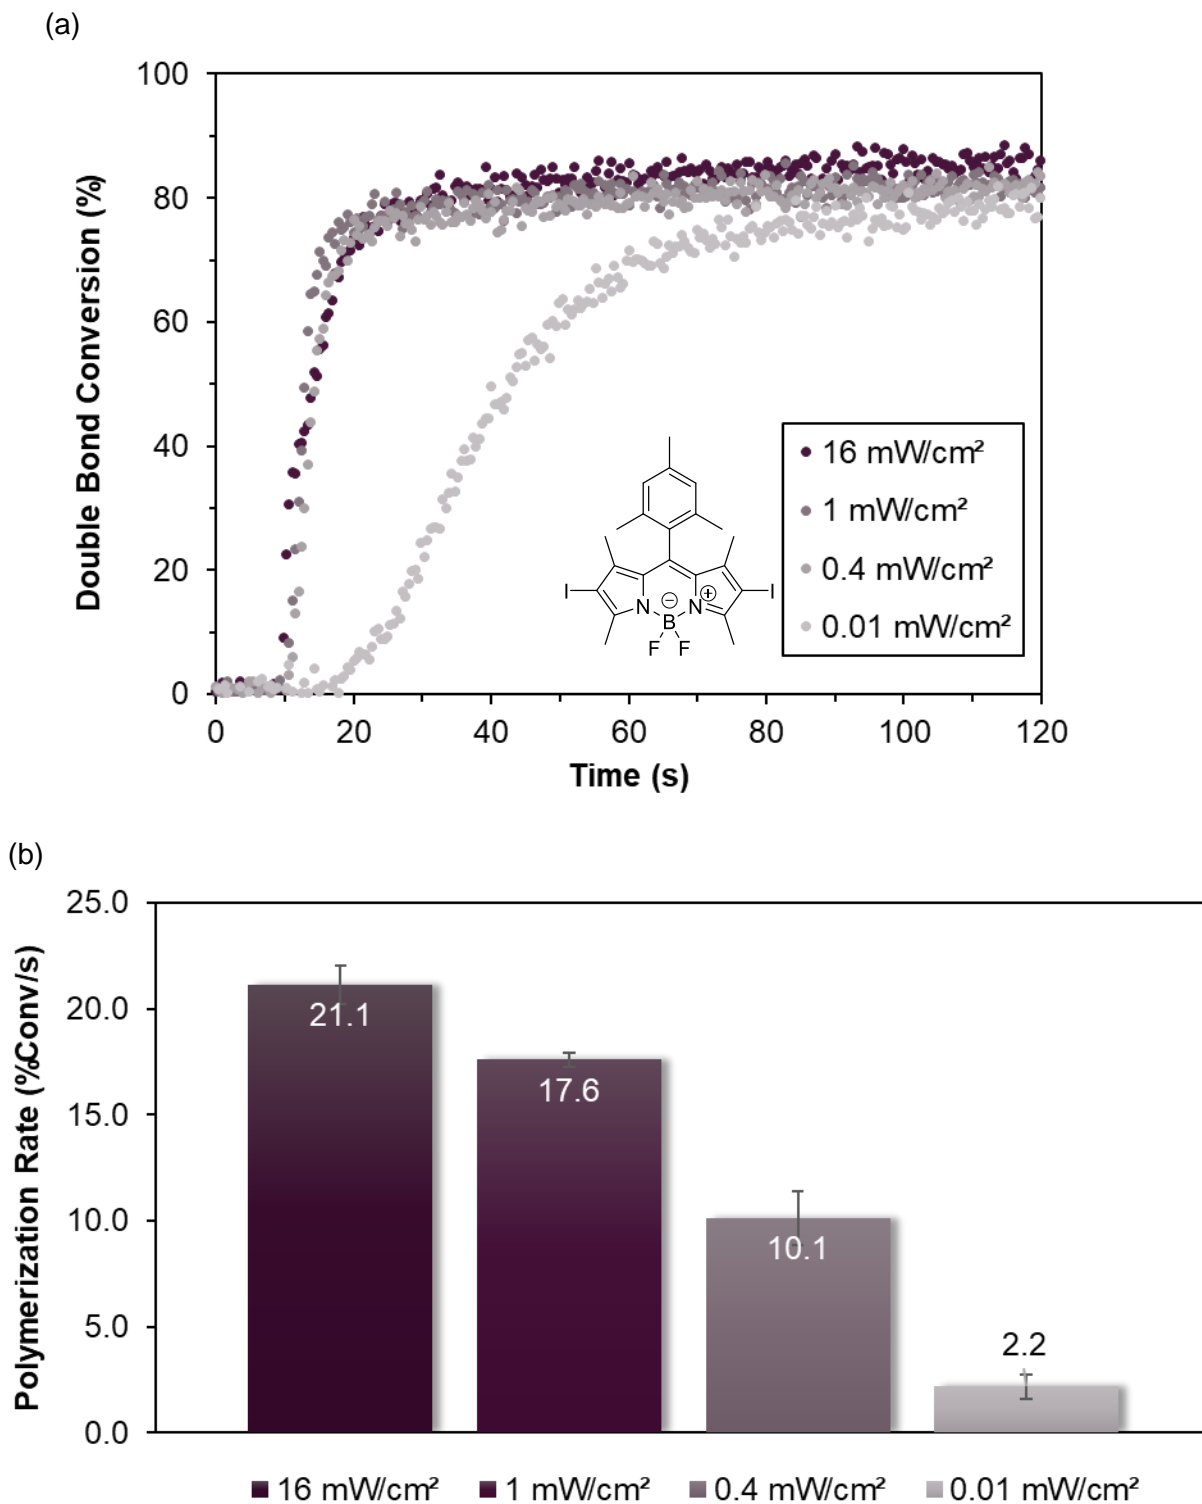 (a)
100
80
60
40
20
0
Double Bond Conversion (%)
0 20 40 60 80 100 120
Time (s)
16 mW/cm²
1 mW/cm²
0.4 mW/cm²
0.01 mW/cm²
I N B N I
⊖ ⊕
F F
(b)
25.0
20.0
15.0
10.0
5.0
0.0
Polymerization Rate (%Conv/s)
21.1
17.6
10.1
2.2
16 mW/cm² 1 mW/cm² 0.4 mW/cm² 0.01 mW/cm²